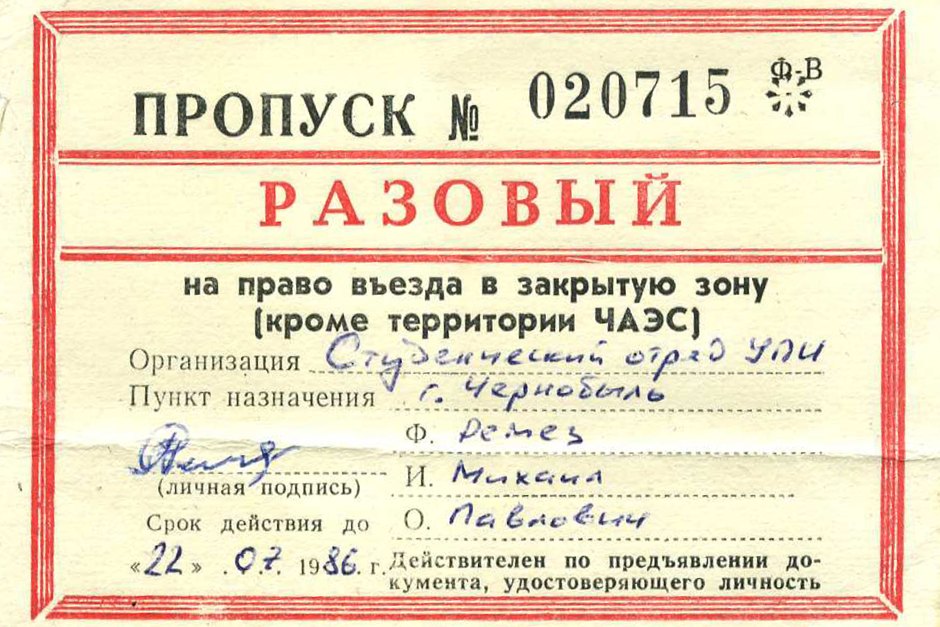 Ф-В
ПРОПУСК № 020715
РАЗОВЫЙ
на право въезда в закрытую зону
(кроме территории ЧАЭС)
Организация Студенческий отряд УПИ
Пункт назначения г. Чернобыль
Ф. Ремез
И. Михаил
(личная подпись)
О. Павлович
Срок действия до
«22» 07. 1986 г.
Действителен по предъявлении до-
кумента, удостоверяющего личность